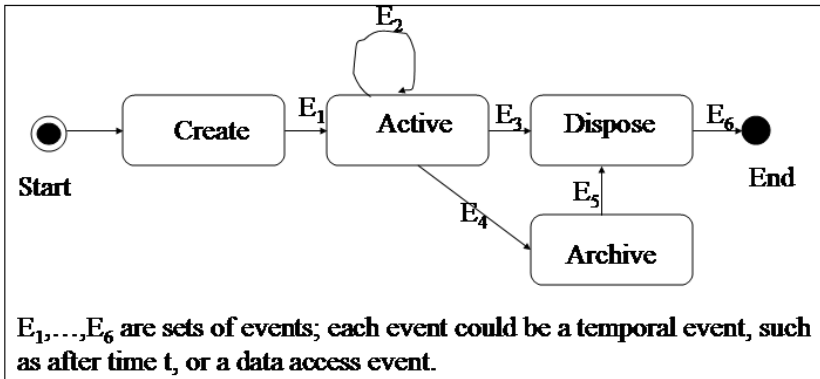 E2
Create
E1
Active
E3
Dispose
E6
Start
End
E4
E5
Archive
E1,...,E6 are sets of events; each event could be a temporal event, such
as after time t, or a data access event.